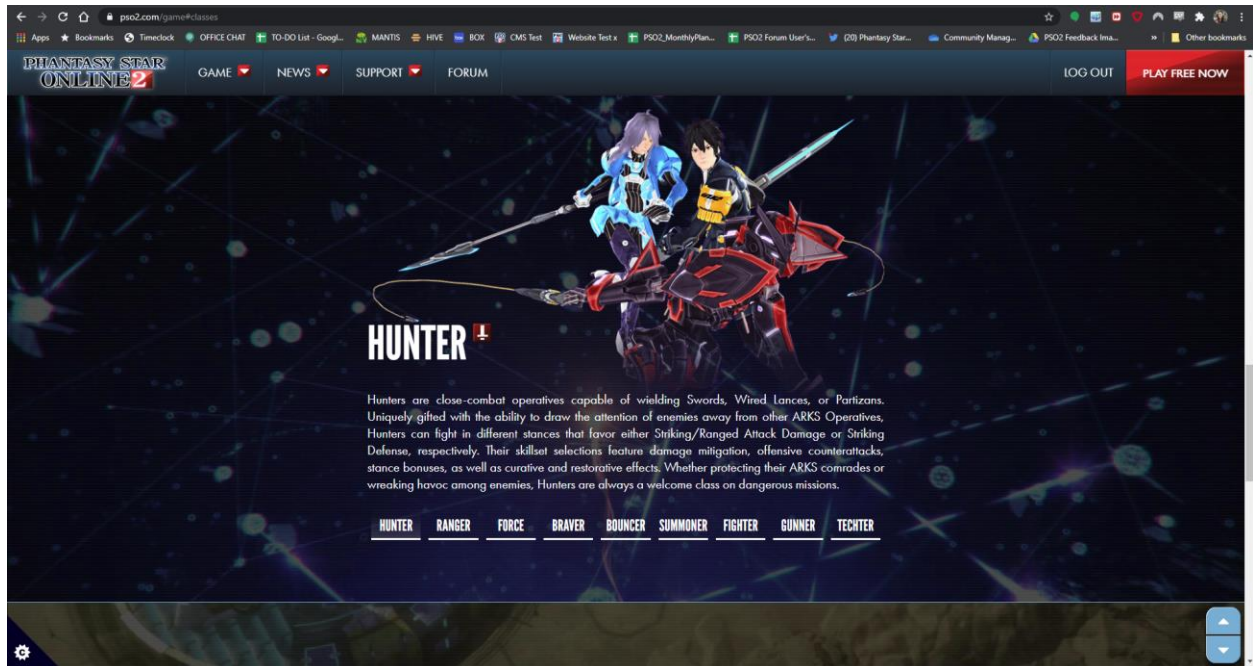 pso2.com/game#classes
Apps Bookmarks Timeclock OFFICE CHAT TO-DO List - Googl... MANTIS HIVE BOX CMS Test Website Test x PSO2_MonthlyPlan... PSO2 Forum User's... (20) Phantasy Star... Community Manag... PSO2 Feedback Ima... » Other bookmarks
PHANTASY STAR
ONLINE 2
GAME NEWS SUPPORT FORUM LOG OUT PLAY FREE NOW
HUNTER
Hunters are close-combat operatives capable of wielding Swords, Wired Lances, or Partizans.
Uniquely gifted with the ability to draw the attention of enemies away from other ARKS Operatives,
Hunters can fight in different stances that favor either Striking/Ranged Attack Damage or Striking
Defense, respectively. Their skillset selections feature damage mitigation, offensive counterattacks,
stance bonuses, as well as curative and restorative effects. Whether protecting their ARKS comrades or
wreaking havoc among enemies, Hunters are always a welcome class on dangerous missions.
HUNTER RANGER FORCE BRAVER BOUNCER SUMMONER FIGHTER GUNNER TECHTER